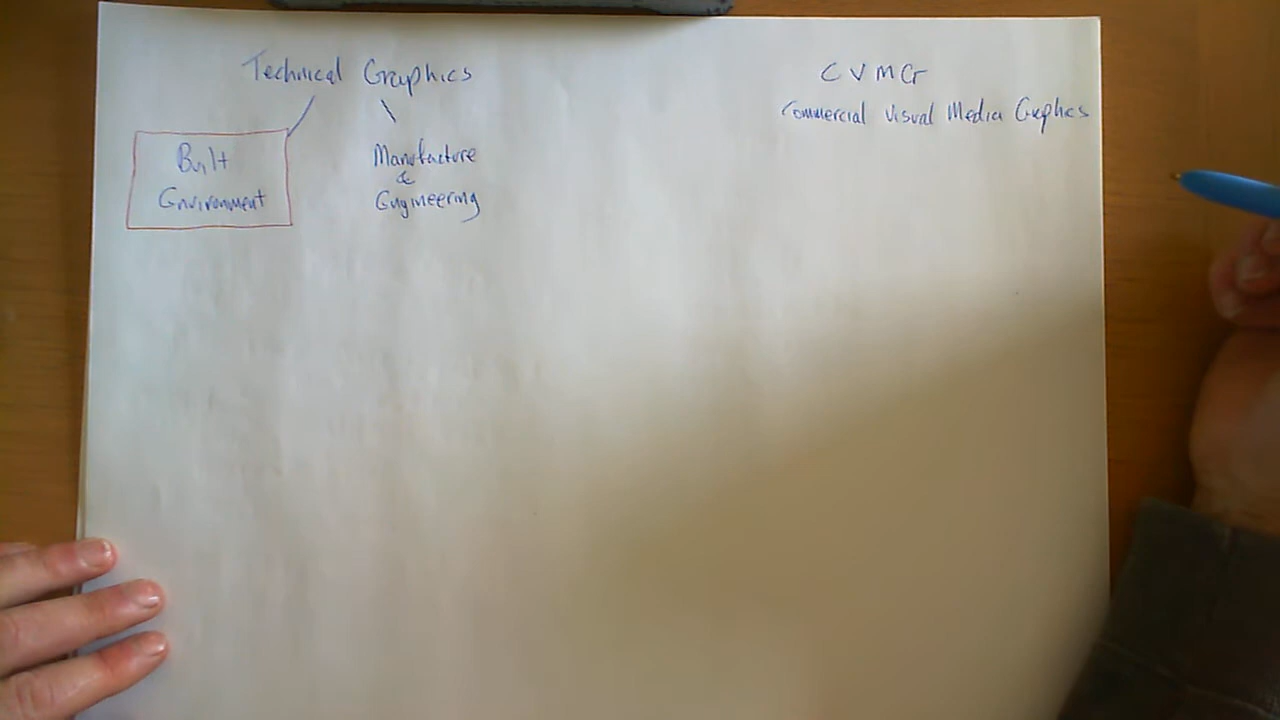 Technical Graphics
Built
Environment
Manufacture
&
Engineering
CVMG
Commercial Visual Media Graphics